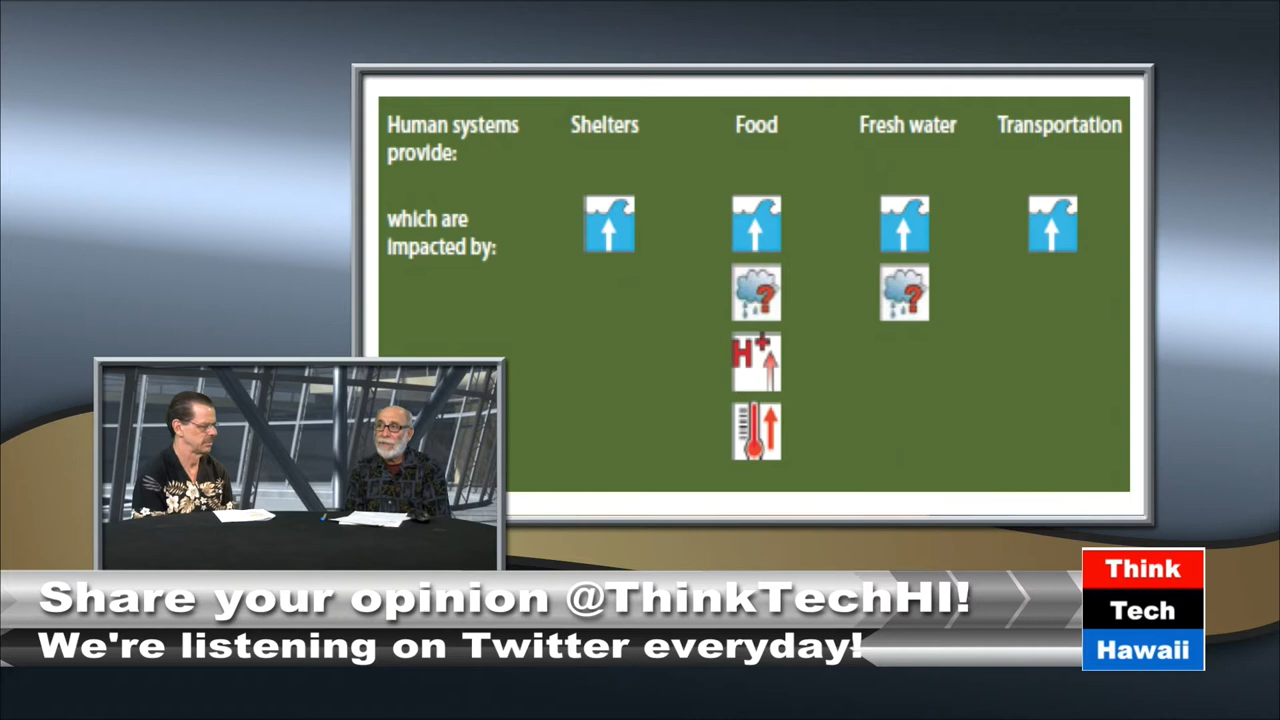 Human systems provide:
Shelters
Food
Fresh water
Transportation
which are
impacted by:
?
?
H+
Share your opinion @ThinkTechHI!
We're listening on Twitter everyday!
Think
Tech
Hawaii